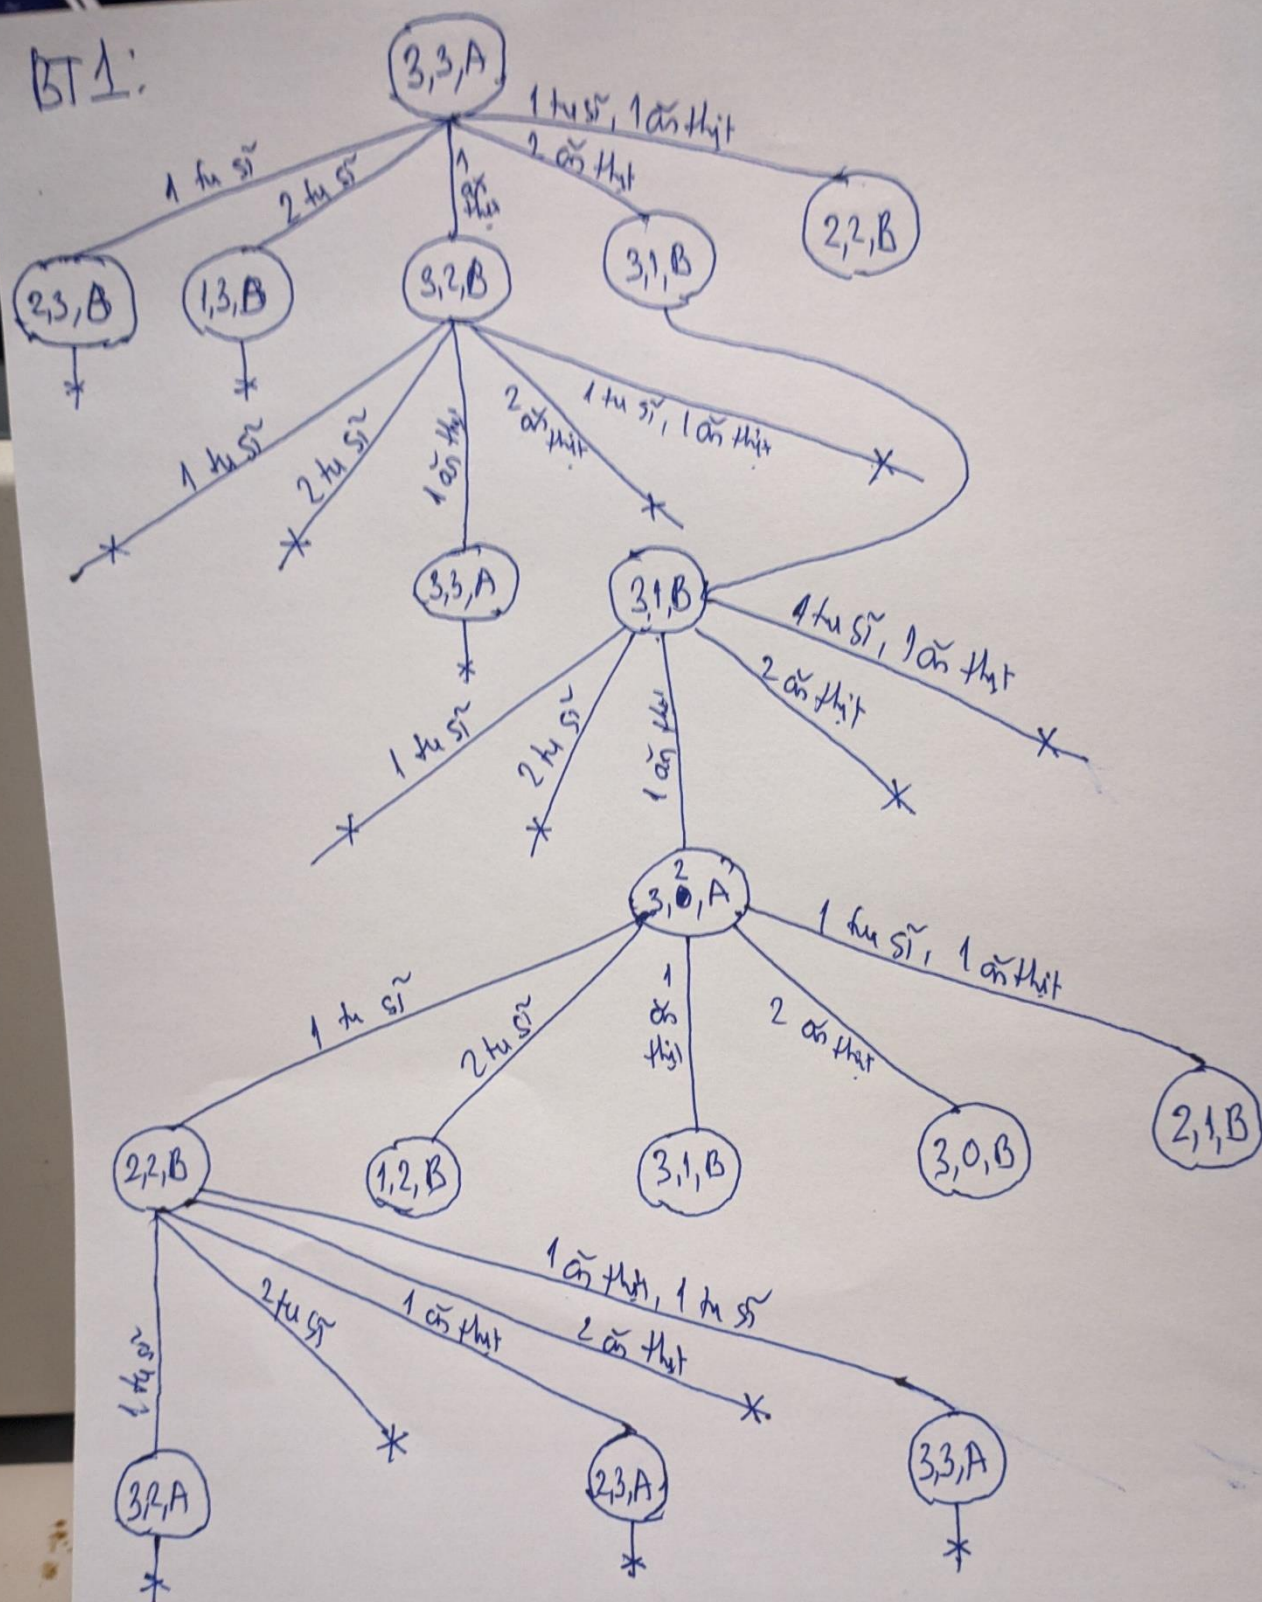 BT1:
3,3,A
1 tu sĩ
2 tu sĩ
1 ăn thịt
2 ăn thịt
1 tu sĩ, 1 ăn thịt
2,3,B
1,3,B
3,2,B
3,1,B
2,2,B
1 tu sĩ
2 tu sĩ
1 ăn thịt
2 ăn thịt
1 tu sĩ, 1 ăn thịt
3,3,A
3,1,B
1 tu sĩ
2 tu sĩ
1 ăn thịt
2 ăn thịt
1 tu sĩ, 1 ăn thịt
3,2,A
1 tu sĩ
2 tu sĩ
1 ăn thịt
2 ăn thịt
1 tu sĩ, 1 ăn thịt
2,2,B
1,2,B
3,1,B
3,0,B
2,1,B
1 tu sĩ
2 tu sĩ
1 ăn thịt
2 ăn thịt
1 ăn thịt, 1 tu sĩ
3,2,A
2,3,A
3,3,A